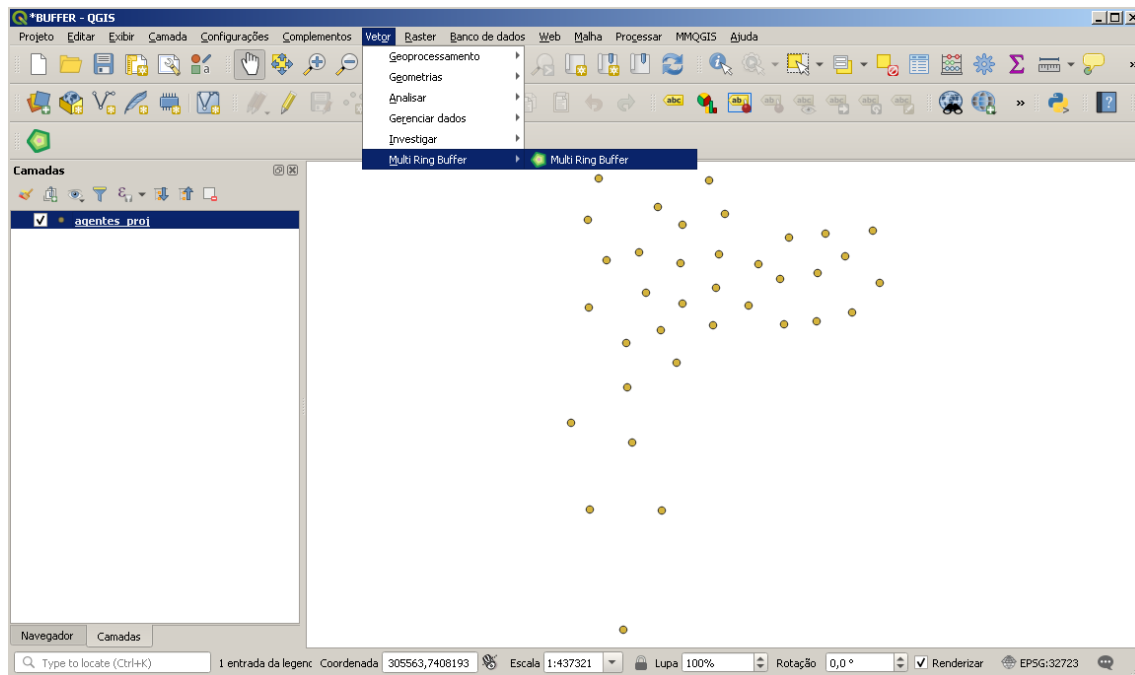 *BUFFER - QGIS
Projeto Editar Exibir Camada Configurações Complementos Vetor Raster Banco de dados Web Malha Processar MMQGIS Ajuda
Geoprocessamento
Geometrias
Analisar
Gerenciar dados
Investigar
Multi Ring Buffer Multi Ring Buffer
abc abc
Camadas
agentes_proj
Navegador Camadas
Type to locate (Ctrl+K) 1 entrada da legenc Coordenada 305563,7408193 Escala 1:437321 Lupa 100% Rotação 0,0 ° Renderizar EPSG:32723